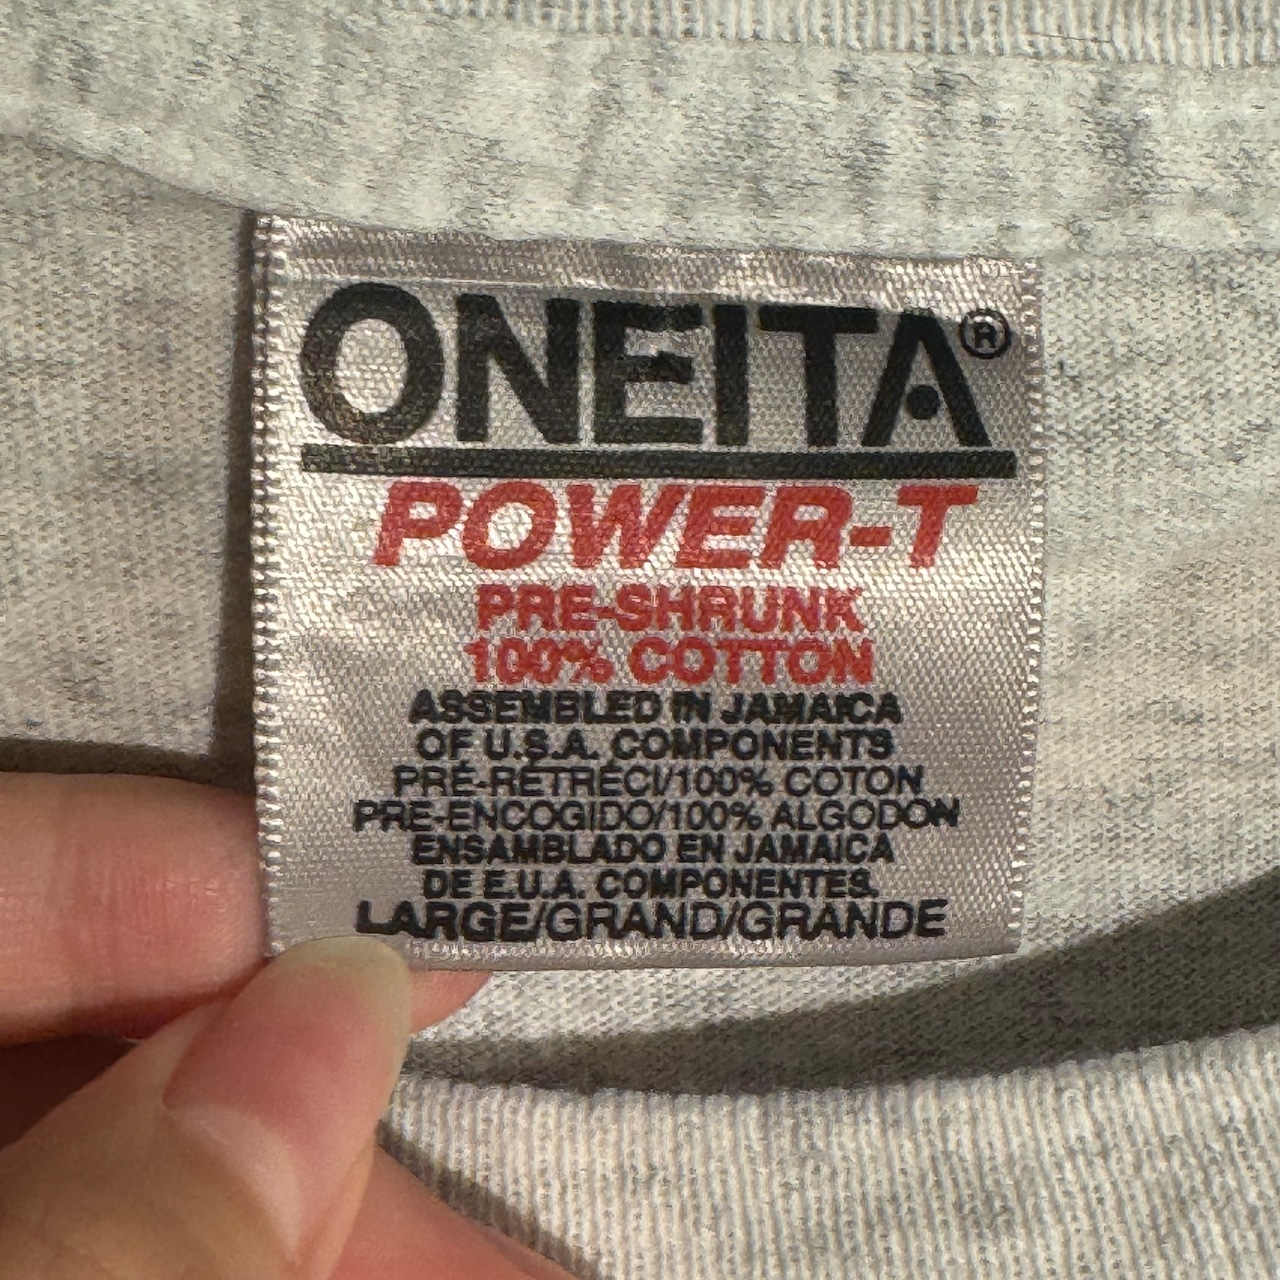 ONEITA®
POWER-T
PRE-SHRUNK
100% COTTON
ASSEMBLED IN JAMAICA
OF U.S.A. COMPONENTS
PRÉ-RÉTRÉCI/100% COTON
PRE-ENCOGIDO/100% ALGODON
ENSAMBLADO EN JAMAICA
DE E.U.A. COMPONENTES.
LARGE/GRAND/GRANDE